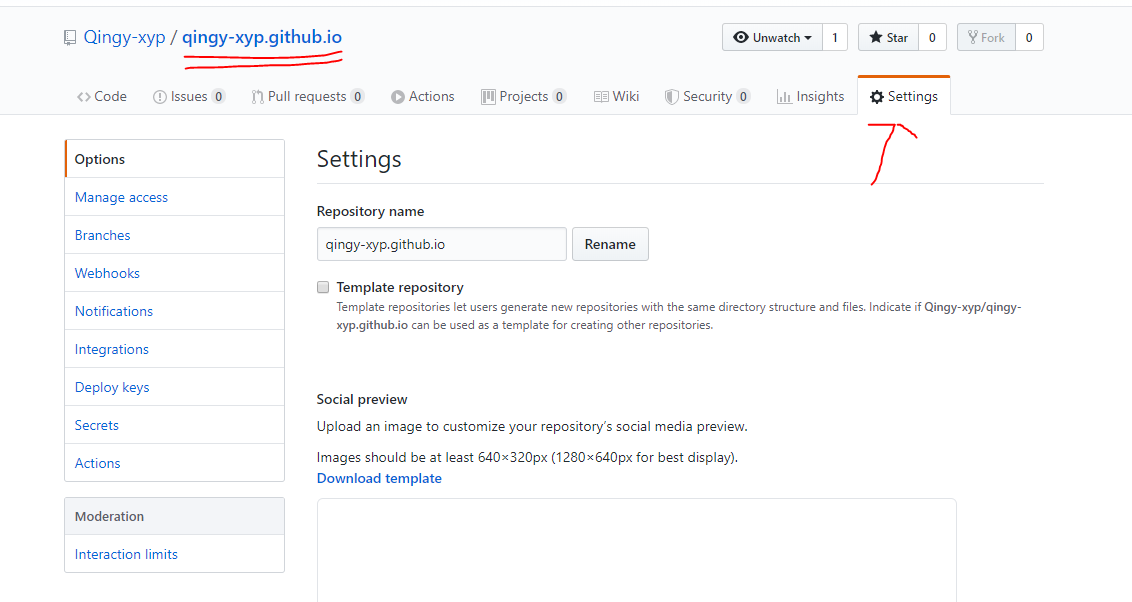 Qingy-xyp / qingy-xyp.github.io
Unwatch 1 Star 0 Fork 0
Code Issues 0 Pull requests 0 Actions Projects 0 Wiki Security 0 Insights Settings
Options
Manage access
Branches
Webhooks
Notifications
Integrations
Deploy keys
Secrets
Actions
Moderation
Interaction limits
Settings
Repository name
qingy-xyp.github.io Rename
Template repository
Template repositories let users generate new repositories with the same directory structure and files. Indicate if Qingy-xyp/qingy-
xyp.github.io can be used as a template for creating other repositories.
Social preview
Upload an image to customize your repository’s social media preview.
Images should be at least 640×320px (1280×640px for best display).
Download template